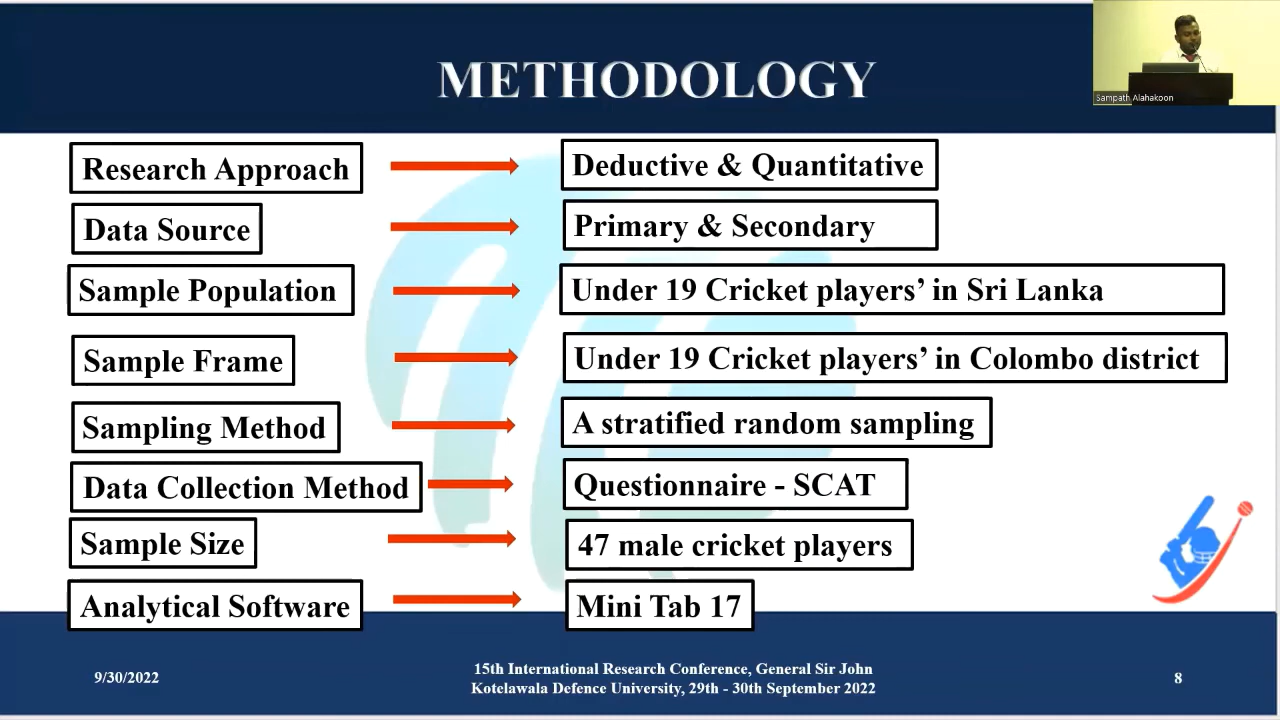 METHODOLOGY
Sampath Alahakoon
Research Approach
Deductive & Quantitative
Data Source
Primary & Secondary
Sample Population
Under 19 Cricket players’ in Sri Lanka
Sample Frame
Under 19 Cricket players’ in Colombo district
Sampling Method
A stratified random sampling
Data Collection Method
Questionnaire - SCAT
Sample Size
47 male cricket players
Analytical Software
Mini Tab 17
9/30/2022
15th International Research Conference, General Sir John
Kotelawala Defence University, 29th - 30th September 2022
8